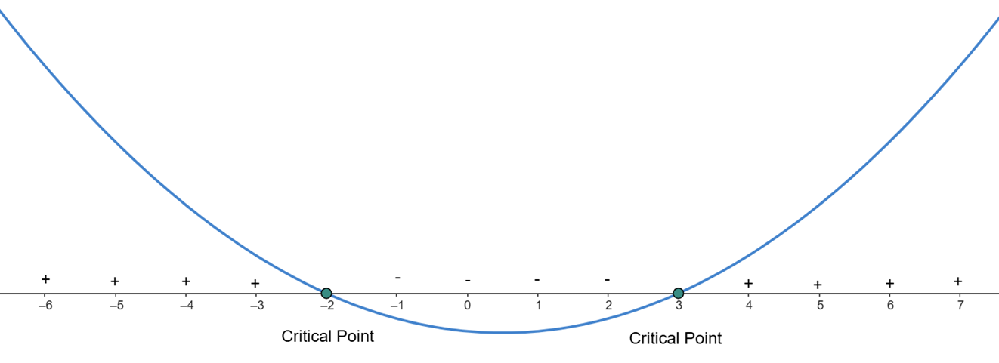 + + + + - - - - + + + +
–6 –5 –4 –3 –2 –1 0 1 2 3 4 5 6 7
Critical Point Critical Point